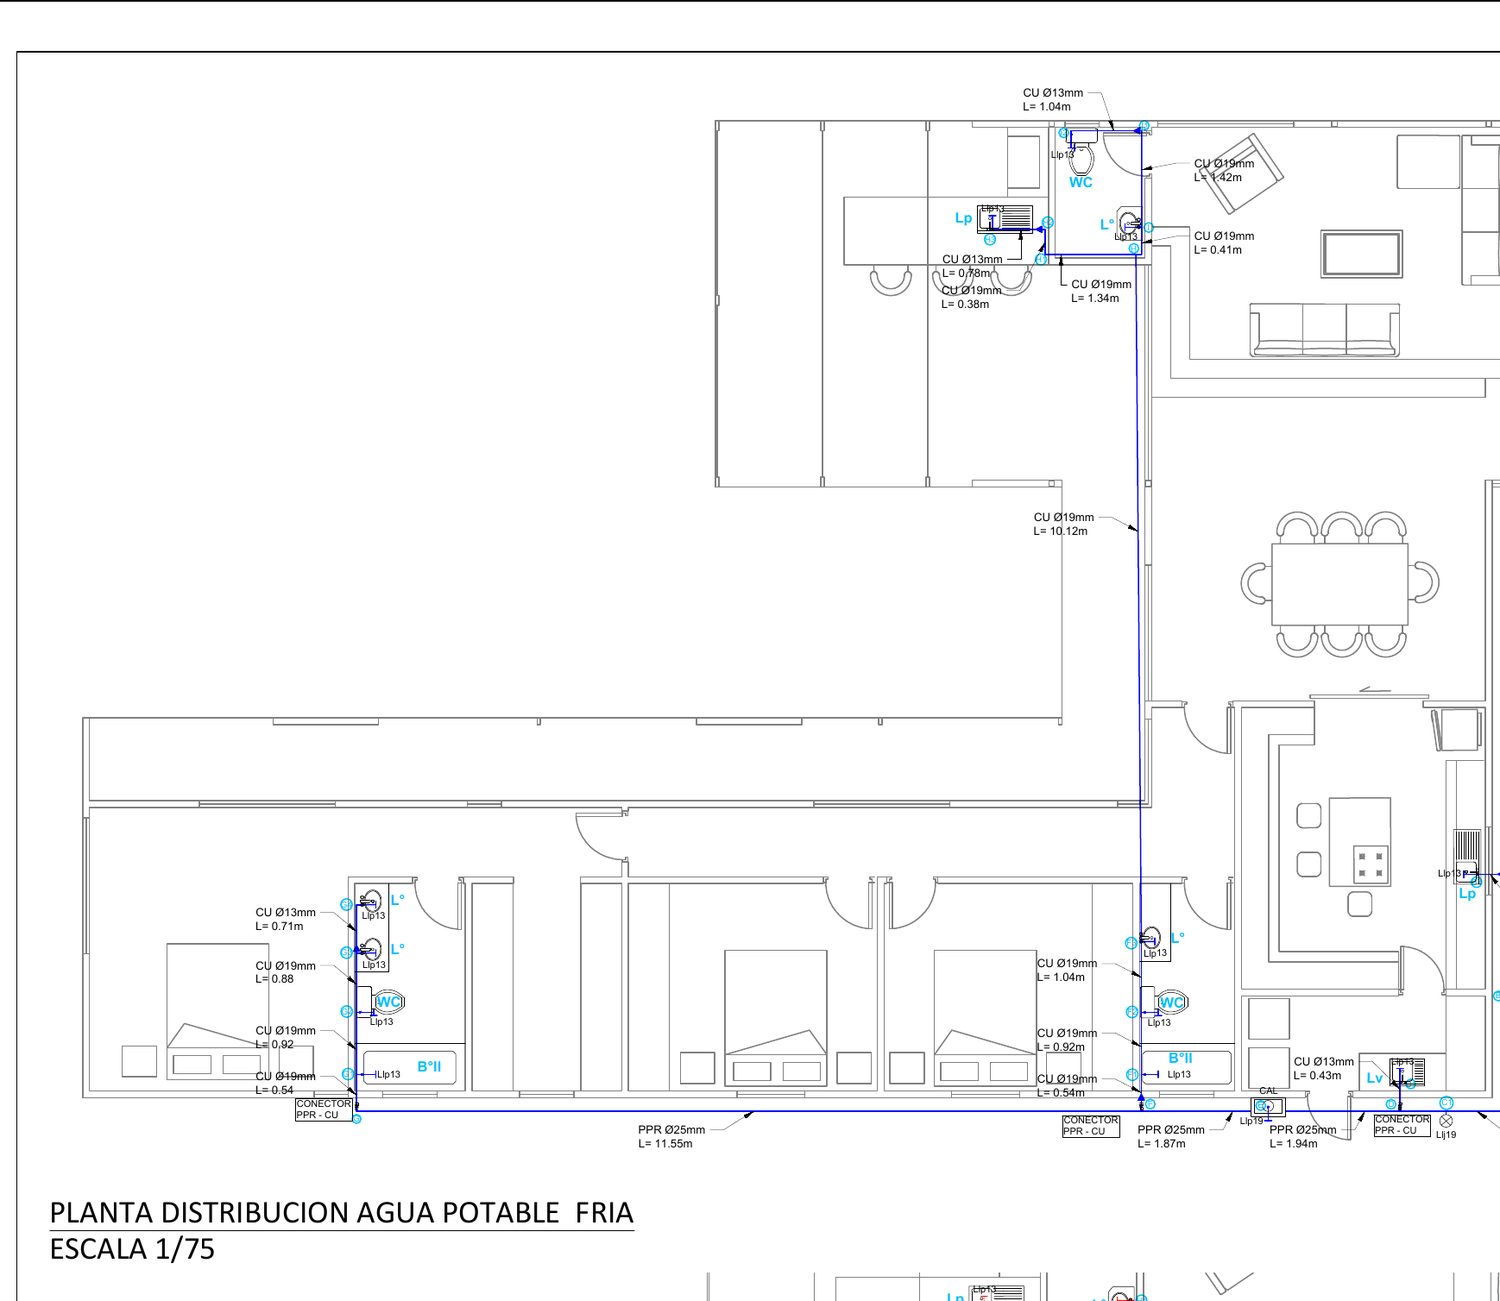 CU Ø13mm
L= 1.04m
Llp13
WC
CU Ø19mm
L= 1.42m
Lp
Llp13
L°
Llp13
CU Ø19mm
L= 0.41m
CU Ø13mm
L= 0.78m
CU Ø19mm
L= 0.38m
CU Ø19mm
L= 1.34m
CU Ø19mm
L= 10.12m
Llp13
Lp
CU Ø13mm
L= 0.71m
L°
Llp13
L°
Llp13
CU Ø19mm
L= 0.88
WC
Llp13
CU Ø19mm
L= 0.92
B°II
Llp13
CU Ø19mm
L= 0.54
CONECTOR
PPR - CU
L°
Llp13
CU Ø19mm
L= 1.04m
WC
Llp13
CU Ø19mm
L= 0.92m
B°II
Llp13
CU Ø19mm
L= 0.54m
CONECTOR
PPR - CU
CU Ø13mm
L= 0.43m
Llp13
Lv
CAL
Llp19
CONECTOR
PPR - CU
C1
Llj19
PPR Ø25mm
L= 11.55m
PPR Ø25mm
L= 1.87m
PPR Ø25mm
L= 1.94m
PLANTA DISTRIBUCION AGUA POTABLE FRIA
ESCALA 1/75
Llp13